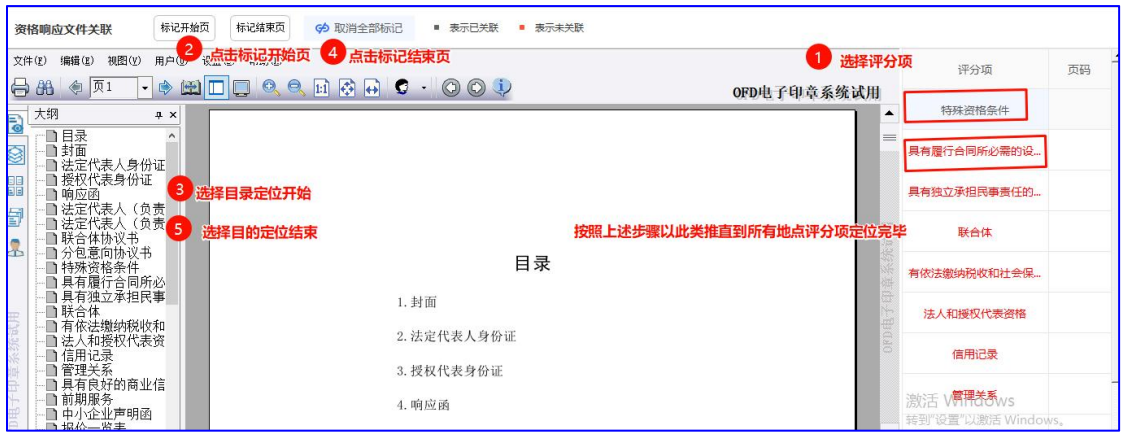 资格响应文件关联 标记开始页 标记结束页 取消全部标记 表示已关联 表示未关联
2 点击标记开始页 4 点击标记结束页 1 选择评分项
文件(F) 编辑(E) 视图(V)
页1 1:1 OFD电子印章系统试用
评分项 页码
大纲
目录
封面
法定代表人身份证
授权代表身份证
响应函
法定代表人（负责
法定代表人（负责
联合体协议书
分包意向协议书
特殊资格条件
具有履行合同所必
具有独立承担民事
联合体
有依法缴纳税收和
法人和授权代表资
信用记录
管理关系
具有良好的商业信
前期服务
中小企业声明函
报价一览表
3 选择目录定位开始
5 选择目的定位结束
按照上述步骤以此类推直到所有地点评分项定位完毕
目录
1.封面
2.法定代表人身份证
3.授权代表身份证
4.响应函
特殊资格条件
具有履行合同所必需的设...
具有独立承担民事责任的...
联合体
有依法缴纳税收和社会保...
法人和授权代表资格
信用记录
管理关系
激活 Windows
转到"设置"以激活 Windows。